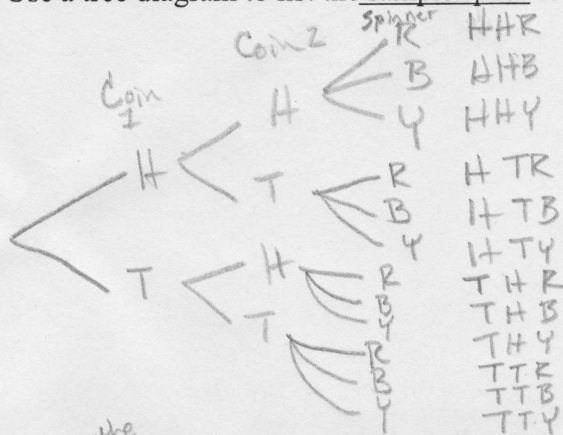 Use a tree diagram to list the
Coin 1
Coin 2
Spinner
H
T
H
T
H
T
R
B
Y
R
B
Y
R
B
Y
R
B
Y
HHR
HHB
HHY
HTR
HTB
HTY
THR
THB
THY
TTR
TTB
TTY
the